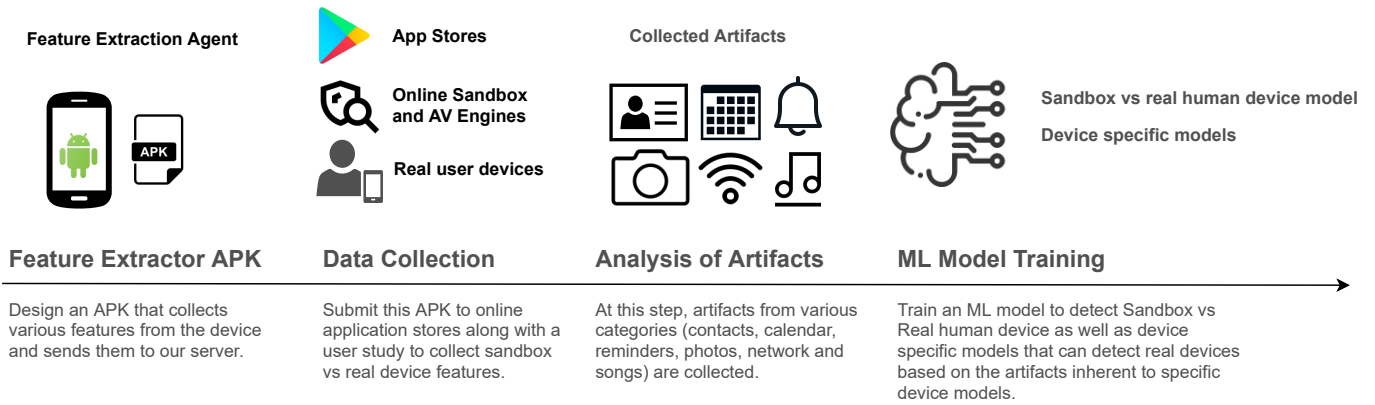 Feature Extraction Agent
APK
App Stores
Online Sandbox
and AV Engines
Real user devices
Collected Artifacts
Sandbox vs real human device model
Device specific models
Feature Extractor APK
Design an APK that collects
various features from the device
and sends them to our server.
Data Collection
Submit this APK to online
application stores along with a
user study to collect sandbox
vs real device features.
Analysis of Artifacts
At this step, artifacts from various
categories (contacts, calendar,
reminders, photos, network and
songs) are collected.
ML Model Training
Train an ML model to detect Sandbox vs
Real human device as well as device
specific models that can detect real devices
based on the artifacts inherent to specific
device models.